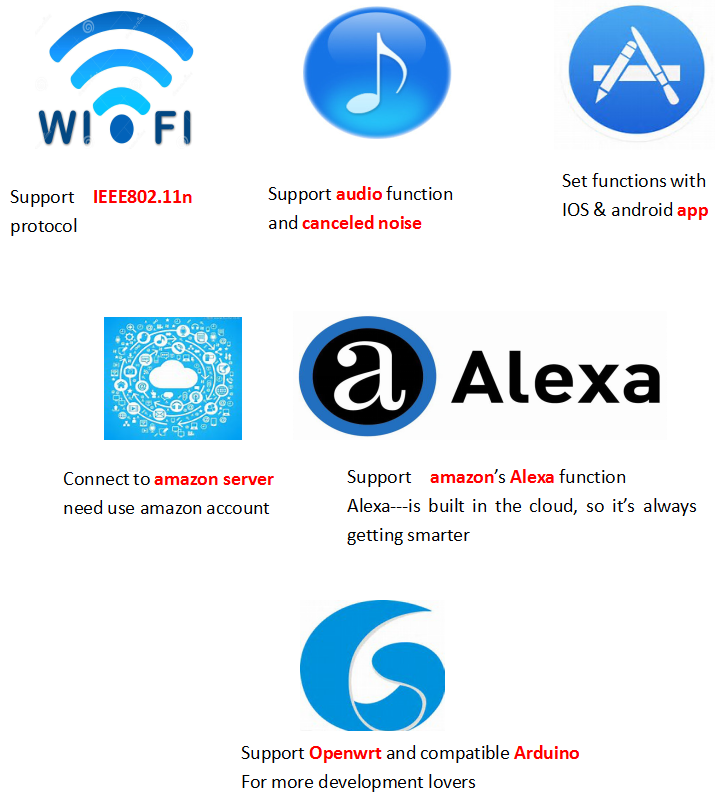 WI FI
Support IEEE802.11n
protocol
Support audio function
and canceled noise
Set functions with
IOS & android app
a Alexa
Connect to amazon server
need use amazon account
Support amazon’s Alexa function
Alexa---is built in the cloud, so it’s always
getting smarter
Support Openwrt and compatible Arduino
For more development lovers